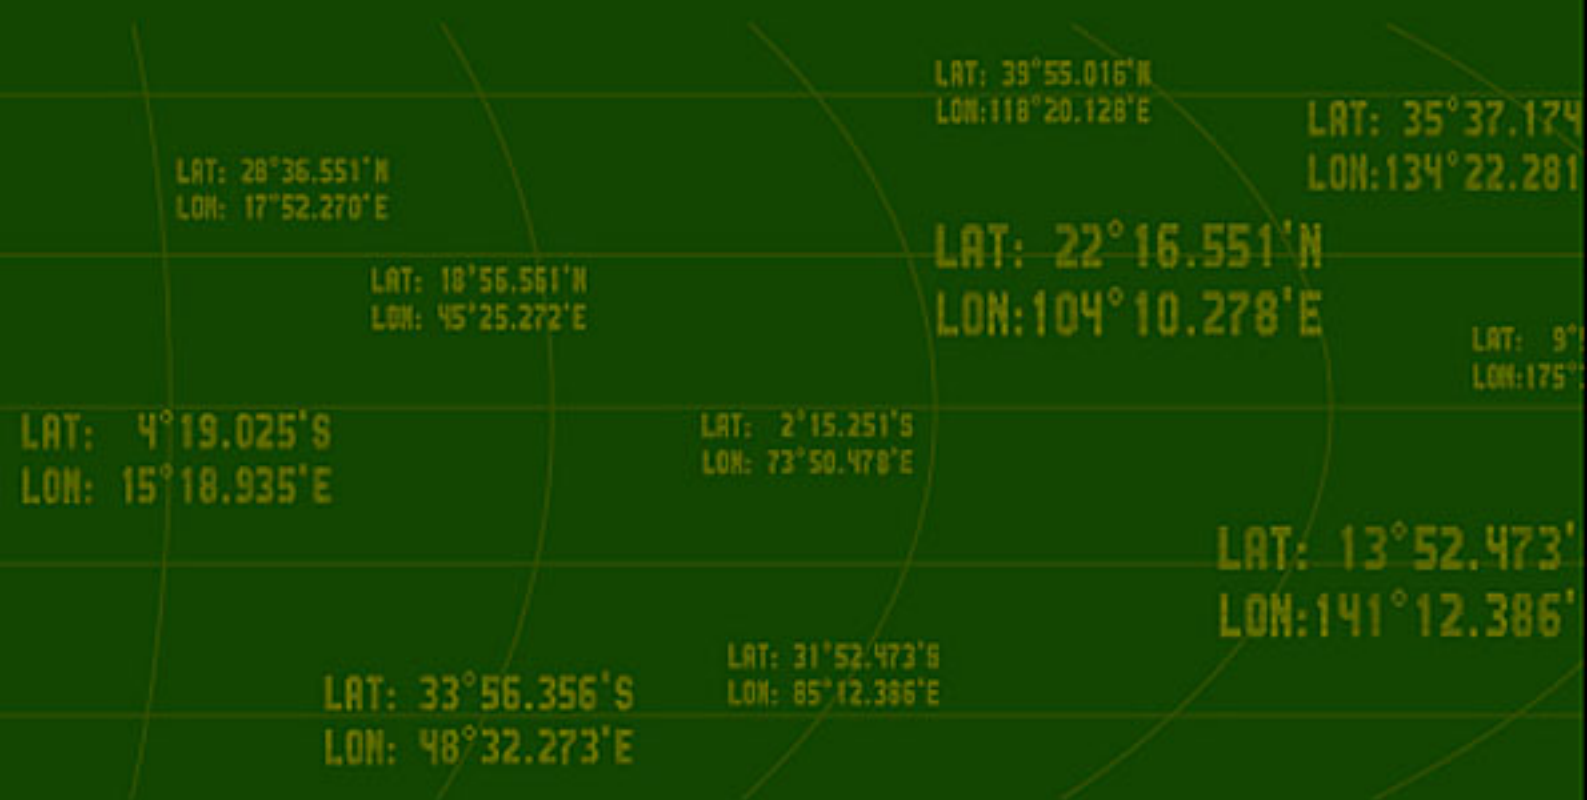 LAT: 39°55.016'N
LON:118°20.128'E
LAT: 35°37.174
LON:134°22.281
LAT: 28°36.551'N
LON: 17°52.270'E
LAT: 22°16.551'N
LON:104°10.278'E
LAT: 18°56.561'N
LON: 45°25.272'E
LAT: 9°
LON:175°
LAT: 4°19.025'S
LON: 15°18.935'E
LAT: 2°15.251'S
LON: 73°50.478'E
LAT: 13°52.473'
LON:141°12.386'
LAT: 31°52.473'S
LON: 85°12.386'E
LAT: 33°56.356'S
LON: 48°32.273'E